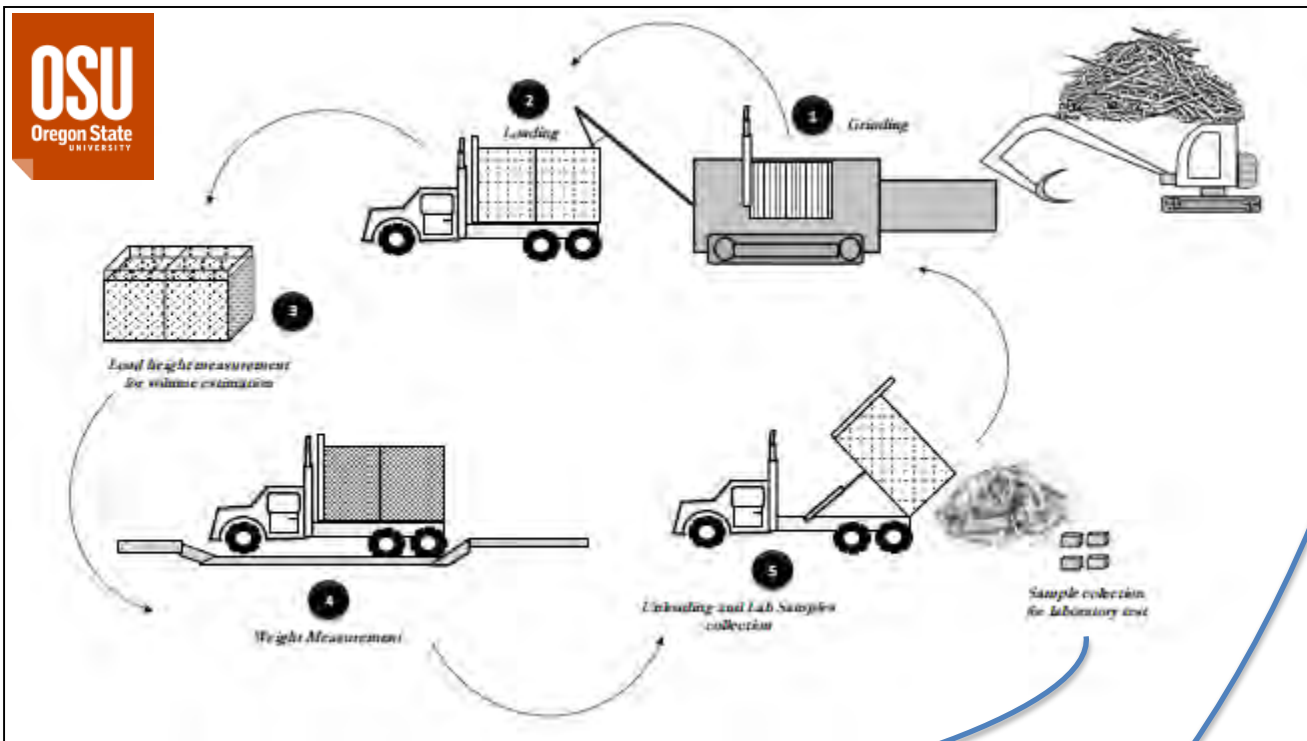 OSU
Oregon State
UNIVERSITY
2
Loading
1
Grinding
3
Load height measurement
for volume estimation
4
Weight Measurement
5
Unloading and Lab Samples
collection
Sample collection
for laboratory test